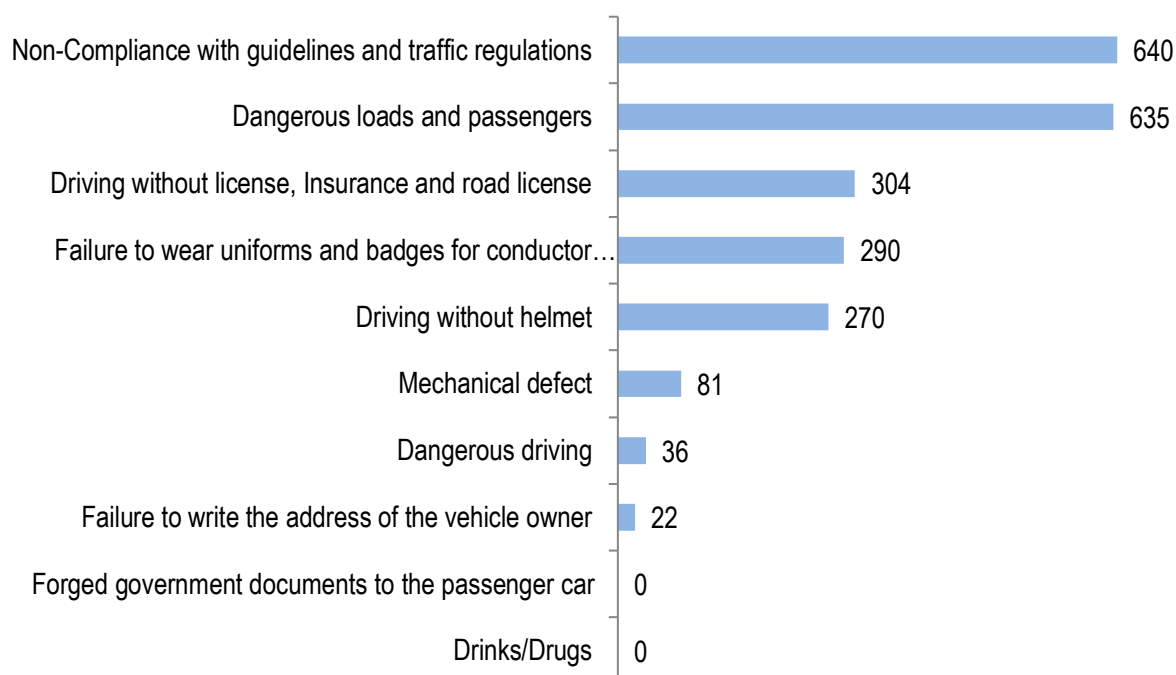 Non-Compliance with guidelines and traffic regulations 640
Dangerous loads and passengers 635
Driving without license, Insurance and road license 304
Failure to wear uniforms and badges for conductor… 290
Driving without helmet 270
Mechanical defect 81
Dangerous driving 36
Failure to write the address of the vehicle owner 22
Forged government documents to the passenger car 0
Drinks/Drugs 0